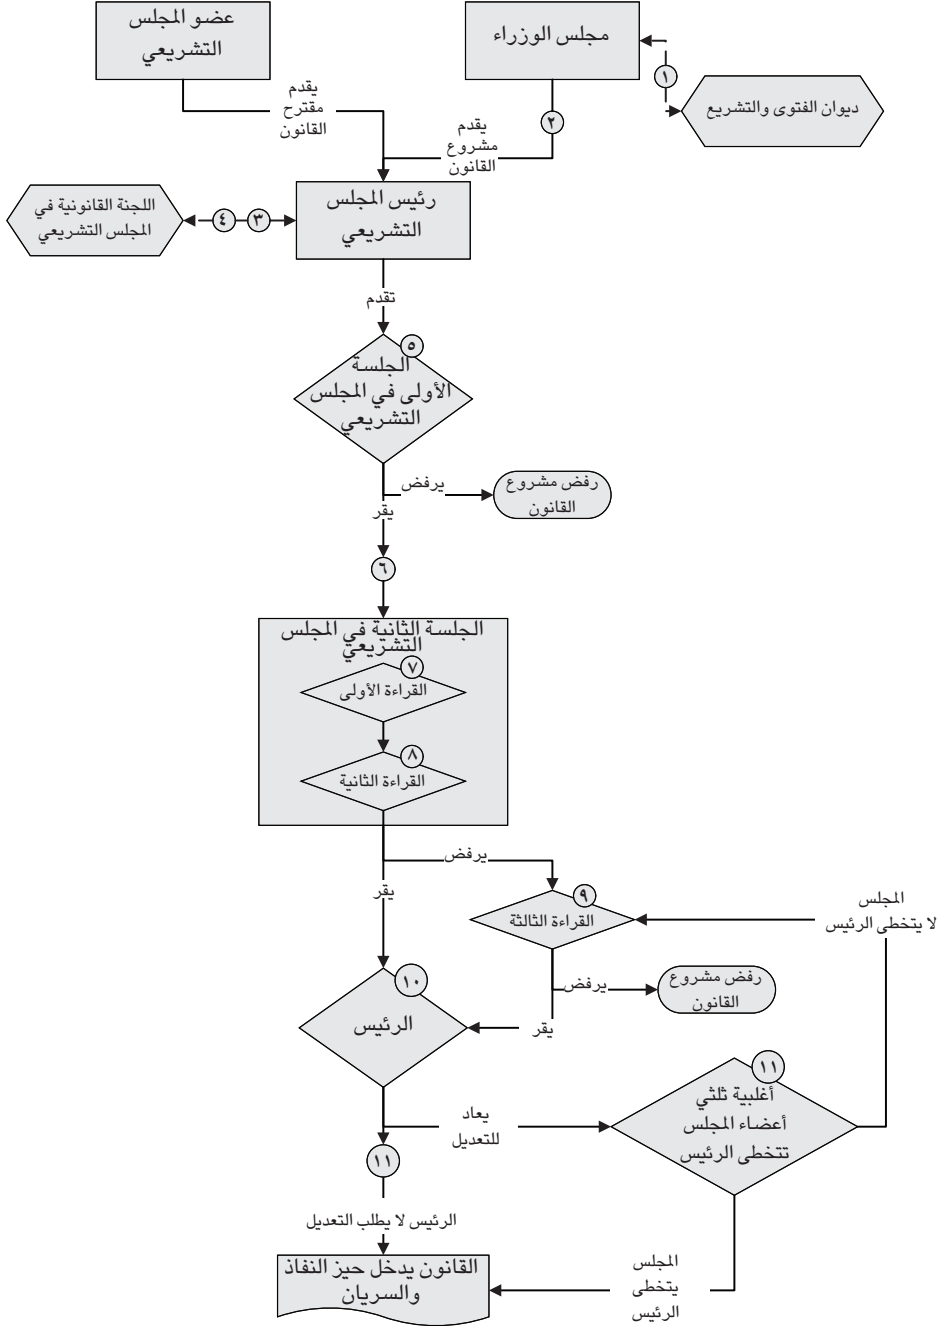 عضو المجلس
التشريعي
مجلس الوزراء
١
ديوان الفتوى والتشريع
يقدم
مقترح
القانون
٢
يقدم
مشروع
القانون
رئيس المجلس
التشريعي
٣
٤
اللجنة القانونية في
المجلس التشريعي
تقدم
٥
الجلسة
الأولى في المجلس
التشريعي
يرفض
رفض مشروع
القانون
يقر
٦
الجلسة الثانية في المجلس
التشريعي
٧
القراءة الأولى
٨
القراءة الثانية
يرفض
يقر
٩
القراءة الثالثة
المجلس
لا يتخطى الرئيس
يرفض
رفض مشروع
القانون
يقر
١٠
الرئيس
يعاد
للتعديل
١١
أغلبية ثلثي
أعضاء المجلس
تتخطى الرئيس
١١
الرئيس لا يطلب التعديل
المجلس
يتخطى
الرئيس
القانون يدخل حيز النفاذ
والسريان